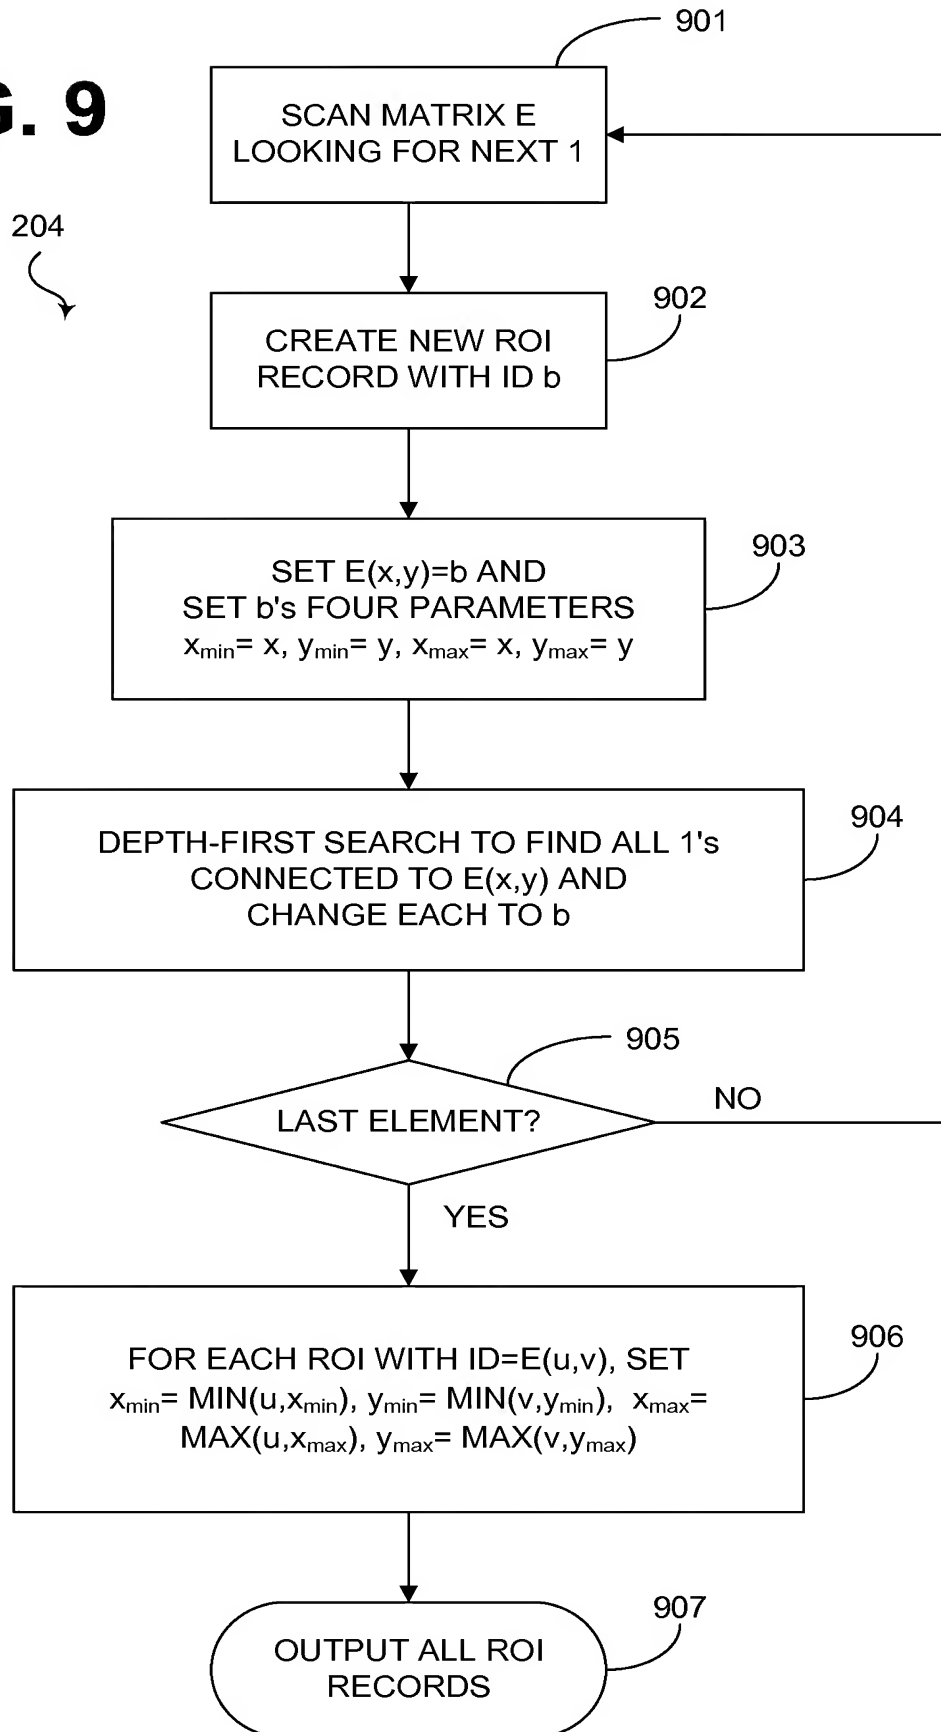 901
G. 9
SCAN MATRIX E
LOOKING FOR NEXT 1
204
902
CREATE NEW ROI
RECORD WITH ID b
903
SET E(x,y)=b AND
SET b's FOUR PARAMETERS
xmin= x, ymin= y, xmax= x, ymax= y
904
DEPTH-FIRST SEARCH TO FIND ALL 1's
CONNECTED TO E(x,y) AND
CHANGE EACH TO b
905
LAST ELEMENT?
NO
YES
906
FOR EACH ROI WITH ID=E(u,v), SET
xmin= MIN(u,xmin), ymin= MIN(v,ymin), xmax=
MAX(u,xmax), ymax= MAX(v,ymax)
907
OUTPUT ALL ROI
RECORDS